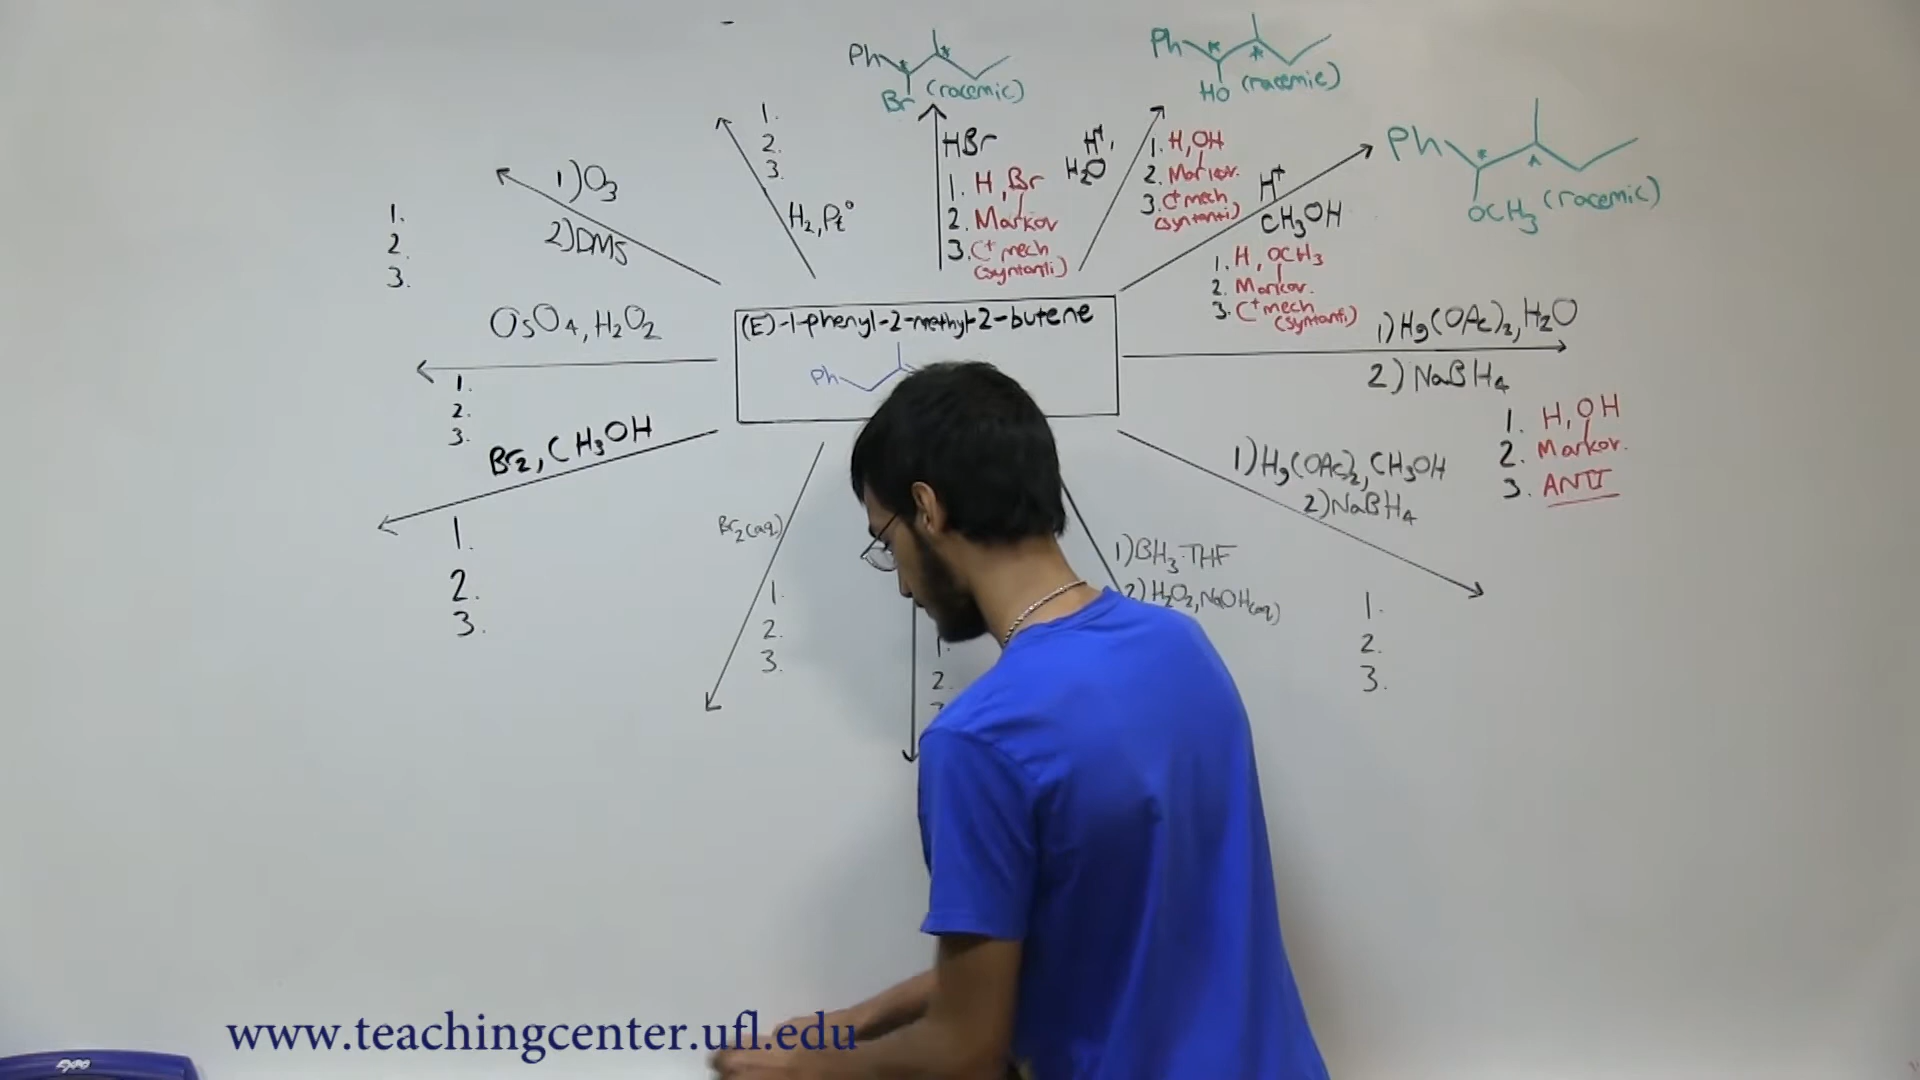 Ph
Br (racemic)
Ph
HO (racemic)
Ph
OCH3 (racemic)
1)O3
2)DMS
1.
2.
3.
1.
2.
3.
H2,Pt°
HBr
1. H,Br
2. Markov
3. C+ mech
(syn+anti)
H+,
H2O
1. H,OH
2. Markov.
3. C+ mech
(syn+anti)
H+
CH3OH
1. H, OCH3
2. Markov.
3. C+ mech
(syn+anti)
OsO4, H2O2
1.
2.
3.
(E)-1-phenyl-2-methyl-2-butene
Ph
1)Hg(OAc)2, H2O
2) NaBH4
1. H, OH
2. Markov.
3. ANTI
Br2, CH3OH
1.
2.
3.
Br2(aq)
1.
2.
3.
1.
2.
1)BH3·THF
2)H2O2,NaOH(aq)
1)Hg(OAc)2,CH3OH
2)NaBH4
1.
2.
3.
www.teachingcenter.ufl.edu
expo